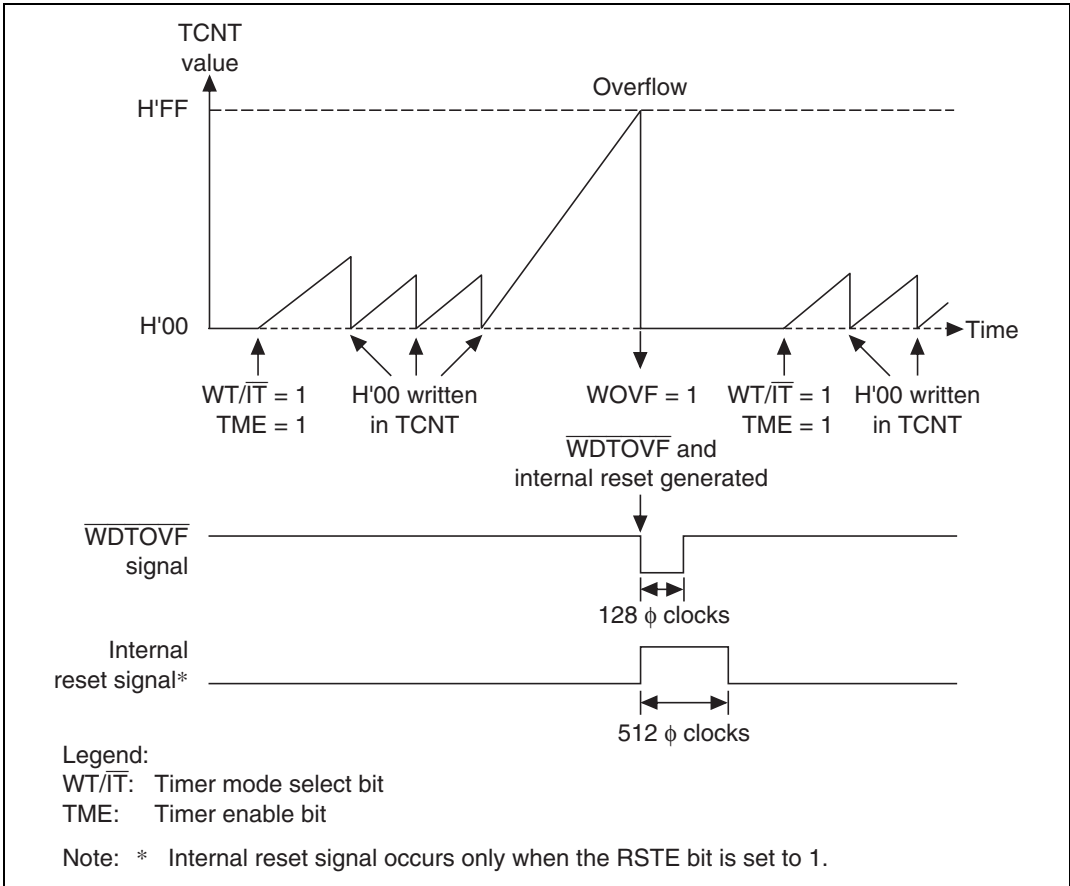 TCNT
value
Overflow
H'FF
H'00
Time
WT/IT = 1
TME = 1
H'00 written
in TCNT
WOVF = 1
WT/IT = 1
TME = 1
H'00 written
in TCNT
WDTOVF and
internal reset generated
WDTOVF
signal
128 ϕ clocks
Internal
reset signal*
512 ϕ clocks
Legend:
WT/IT: Timer mode select bit
TME: Timer enable bit
Note: * Internal reset signal occurs only when the RSTE bit is set to 1.